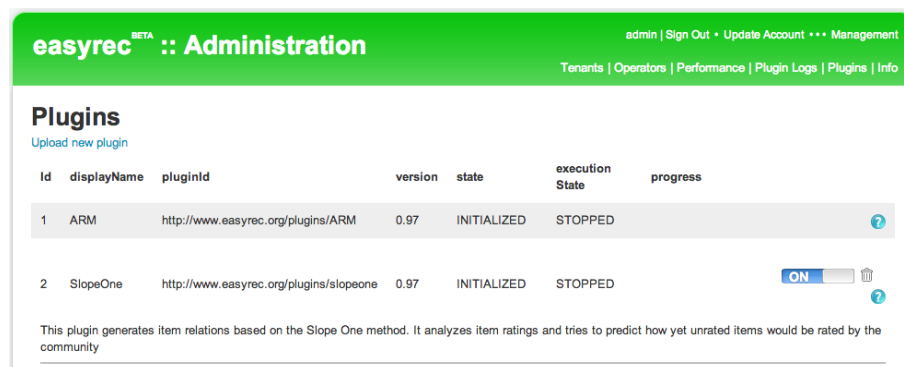 easyrec BETA :: Administration
admin | Sign Out • Update Account • • • Management
Tenants | Operators | Performance | Plugin Logs | Plugins | Info
Plugins
Upload new plugin
Id displayName pluginId version state execution State progress
1 ARM http://www.easyrec.org/plugins/ARM 0.97 INITIALIZED STOPPED ?
2 SlopeOne http://www.easyrec.org/plugins/slopeone 0.97 INITIALIZED STOPPED ON ?
This plugin generates item relations based on the Slope One method. It analyzes item ratings and tries to predict how yet unrated items would be rated by the
community